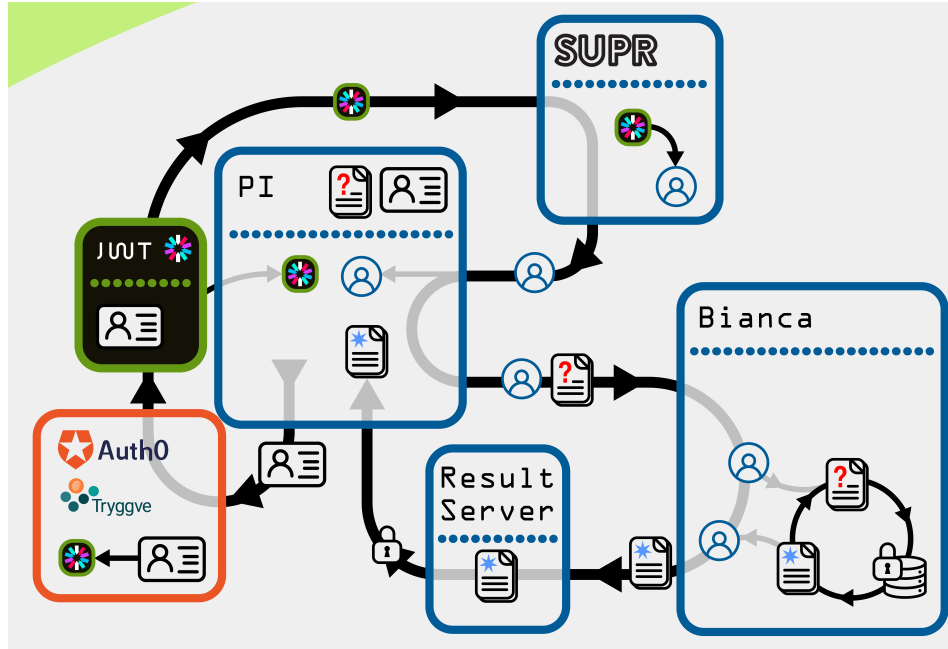 SUPR
PI
?
JWT
Bianca
?
Auth0
Tryggve
Result
Server
?